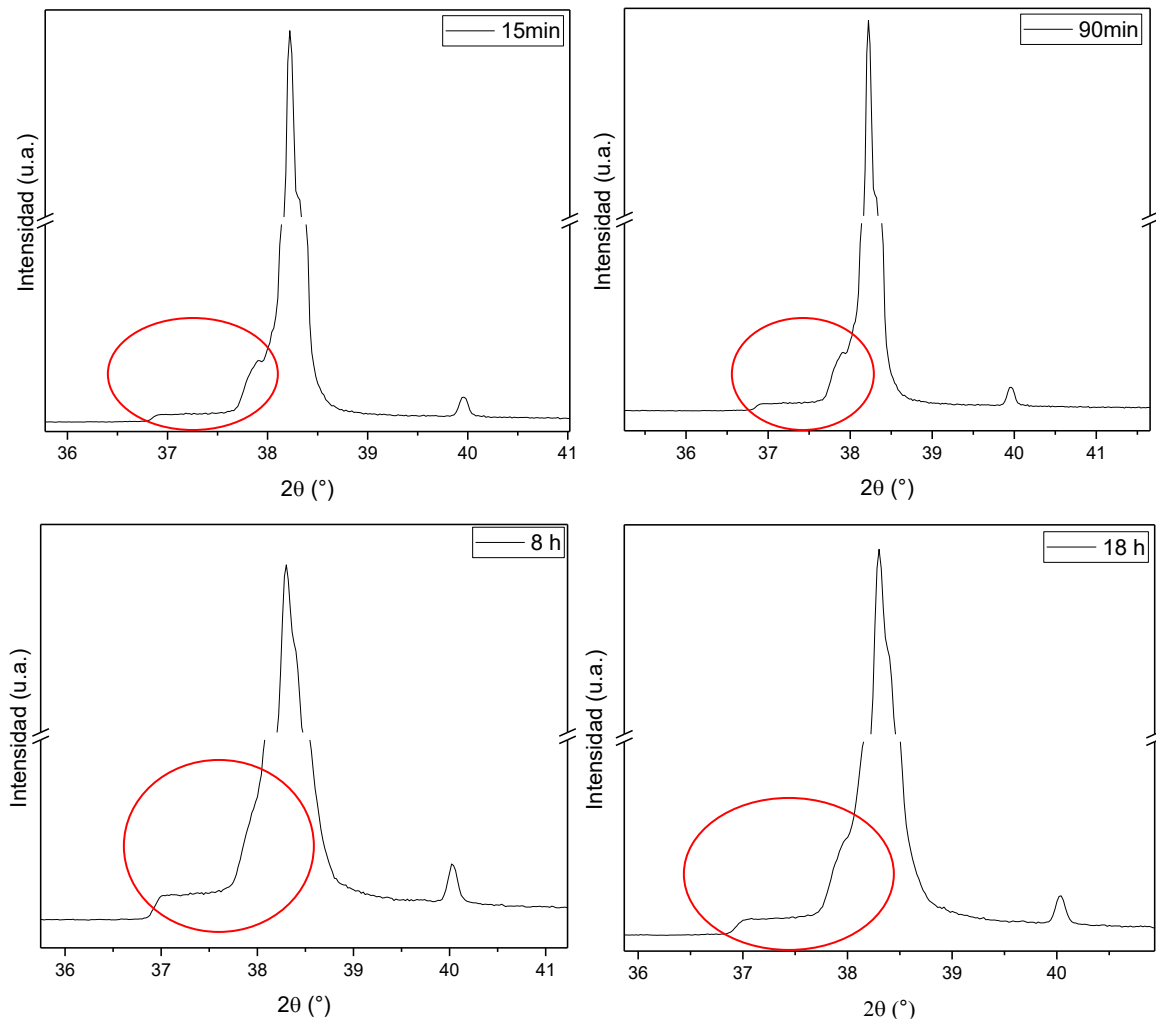 15min
Intensidad (u.a.)
36 37 38 39 40 41
2θ (°)
90min
Intensidad (u.a.)
36 37 38 39 40 41
2θ (°)
8 h
Intensidad (u.a.)
36 37 38 39 40 41
2θ (°)
18 h
Intensidad (u.a.)
36 37 38 39 40
2θ (°)